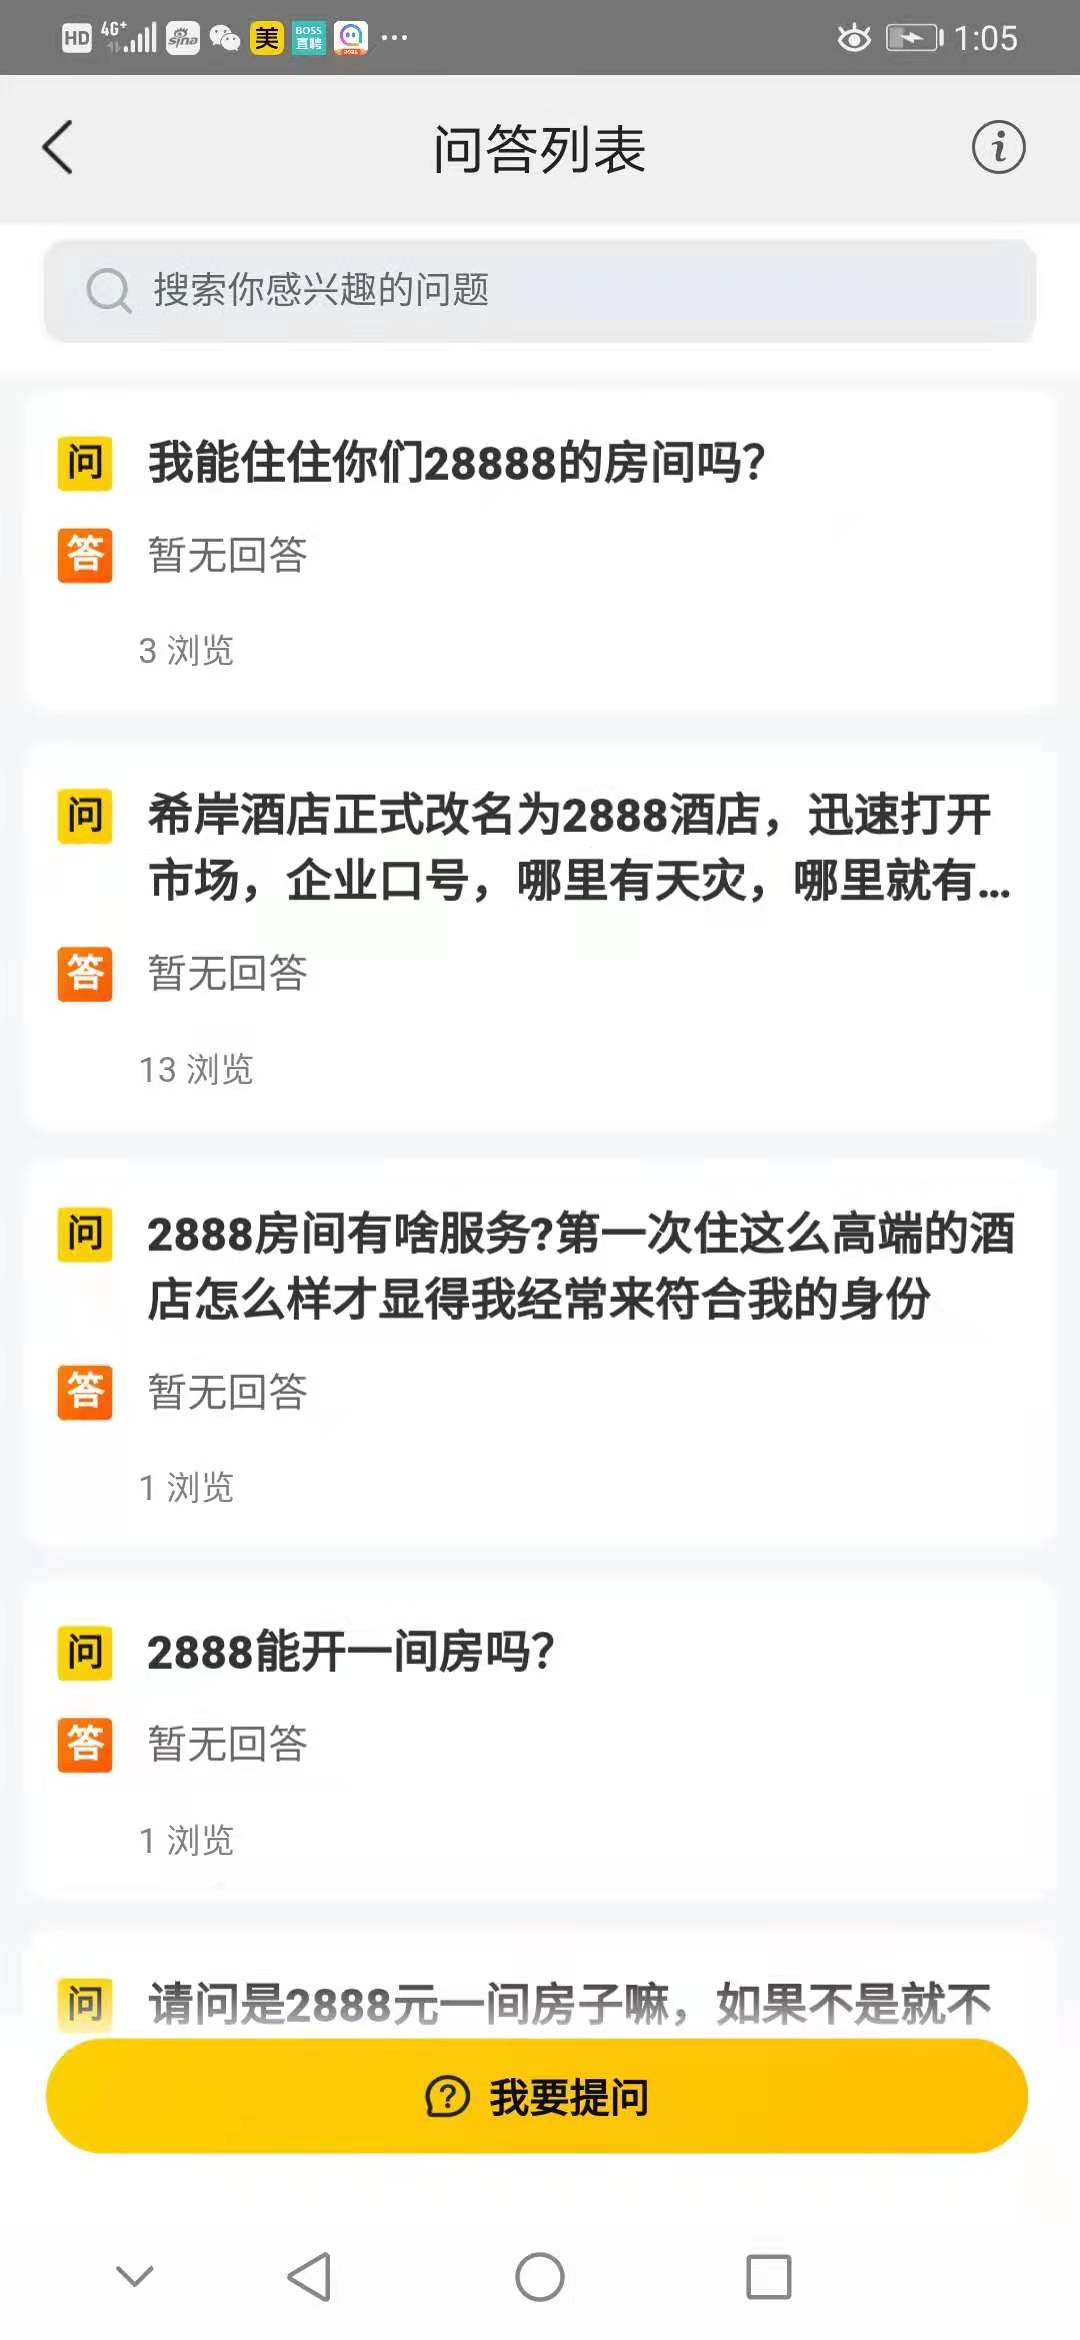 HD 4G+ sina 美 BOSS直聘 1:05
问答列表
搜索你感兴趣的问题
问 我能住住你们28888的房间吗？
答 暂无回答
3 浏览
问 希岸酒店正式改名为2888酒店，迅速打开
市场，企业口号，哪里有天灾，哪里就有...
答 暂无回答
13 浏览
问 2888房间有啥服务?第一次住这么高端的酒
店怎么样才显得我经常来符合我的身份
答 暂无回答
1 浏览
问 2888能开一间房吗？
答 暂无回答
1 浏览
问 请问是2888元一间房子嘛，如果不是就不
我要提问